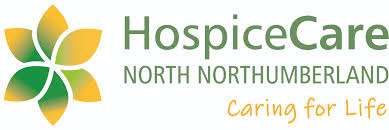 HospiceCare
NORTH NORTHUMBERLAND
Caring for Life